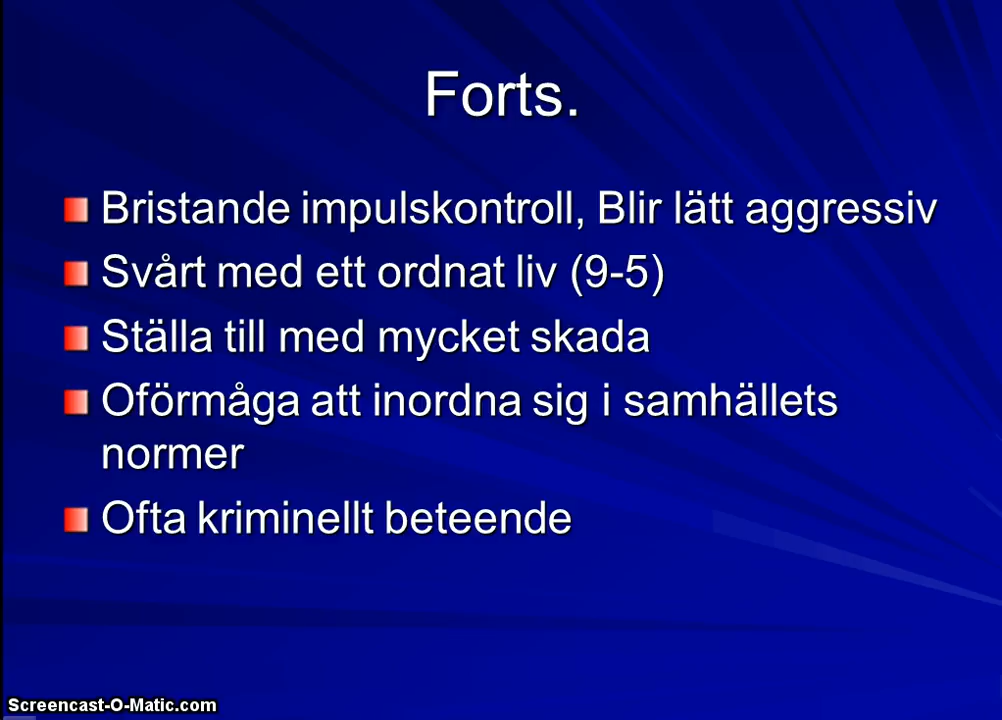 Forts.
Bristande impulskontroll, Blir lätt aggressiv
Svårt med ett ordnat liv (9-5)
Ställa till med mycket skada
Oförmåga att inordna sig i samhällets
normer
Ofta kriminellt beteende
Screencast-O-Matic.com